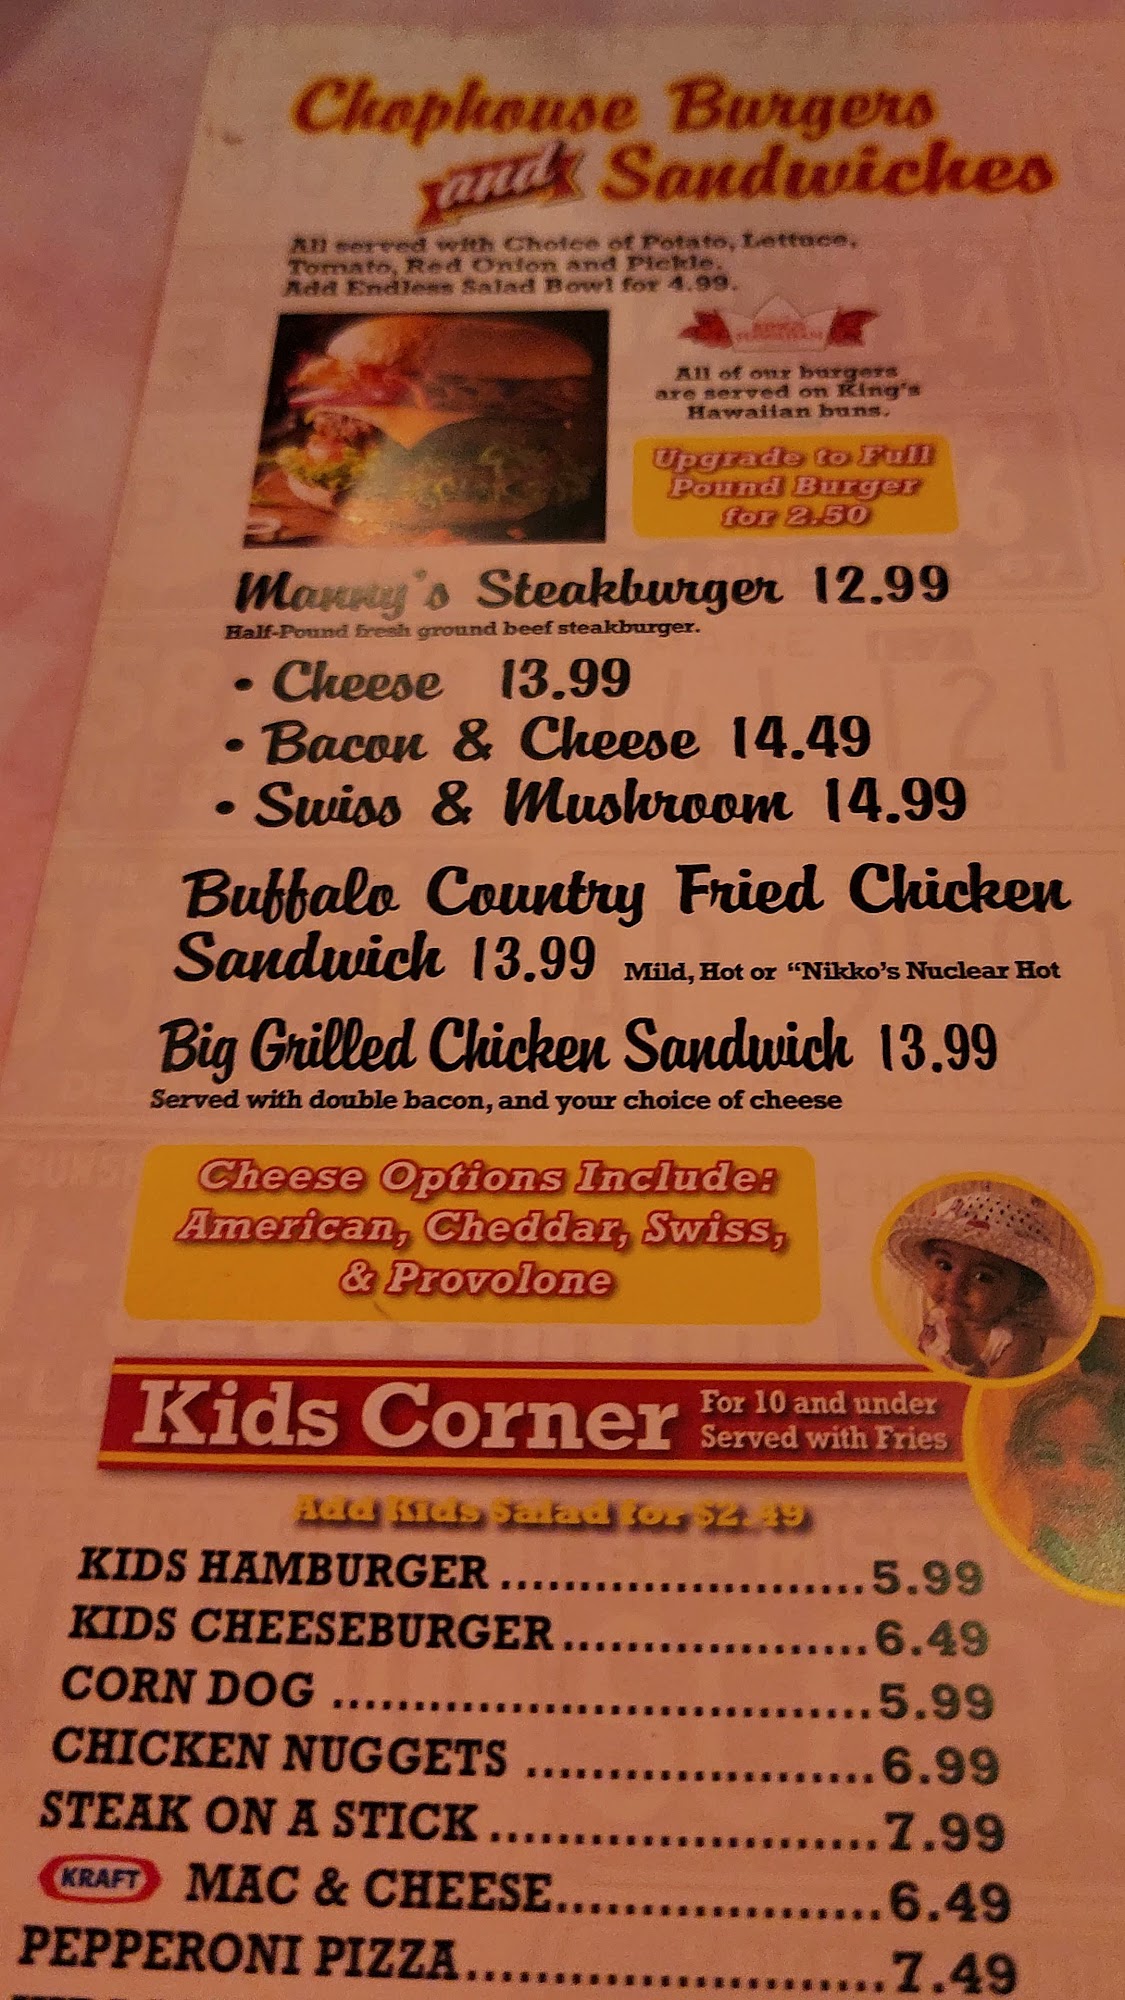 Chophouse Burgers
and Sandwiches
All served with Choice of Potato, Lettuce,
Tomato, Red Onion and Pickle.
Add Endless Salad Bowl for 4.99.
KING'S
HAWAIIAN
All of our burgers
are served on King's
Hawaiian buns.
Upgrade to Full
Pound Burger
for 2.50
Manny's Steakburger 12.99
Half-Pound fresh ground beef steakburger.
• Cheese 13.99
• Bacon & Cheese 14.49
• Swiss & Mushroom 14.99
Buffalo Country Fried Chicken
Sandwich 13.99 Mild, Hot or “Nikko's Nuclear Hot
Big Grilled Chicken Sandwich 13.99
Served with double bacon, and your choice of cheese
Cheese Options Include:
American, Cheddar, Swiss,
& Provolone
Kids Corner For 10 and under
Served with Fries
Add Kids Salad for $2.49
KIDS HAMBURGER ........................5.99
KIDS CHEESEBURGER....................6.49
CORN DOG ...................................5.99
CHICKEN NUGGETS .......................6.99
STEAK ON A STICK.........................7.99
KRAFT MAC & CHEESE.....................6.49
PEPPERONI PIZZA...........................7.49